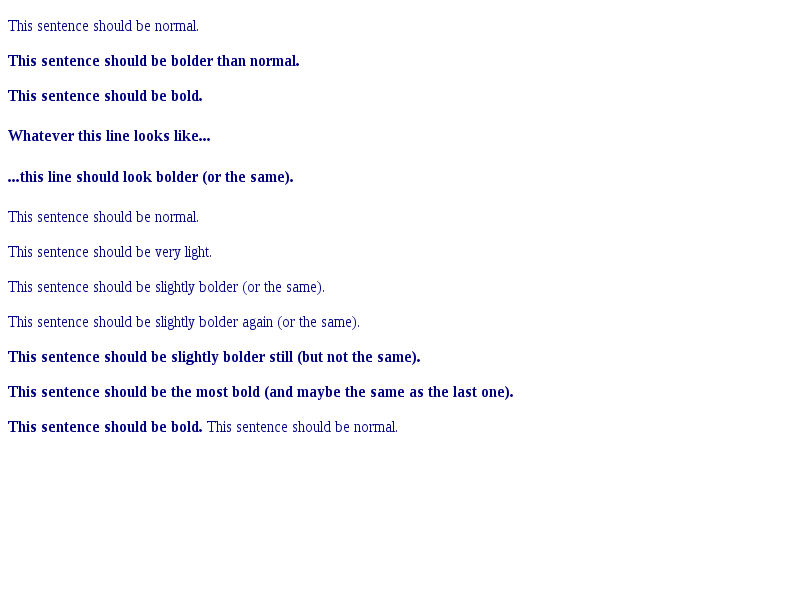 This sentence should be normal.
This sentence should be bolder than normal.
This sentence should be bold.
Whatever this line looks like...
...this line should look bolder (or the same).
This sentence should be normal.
This sentence should be very light.
This sentence should be slightly bolder (or the same).
This sentence should be slightly bolder again (or the same).
This sentence should be slightly bolder still (but not the same).
This sentence should be the most bold (and maybe the same as the last one).
This sentence should be bold. This sentence should be normal.